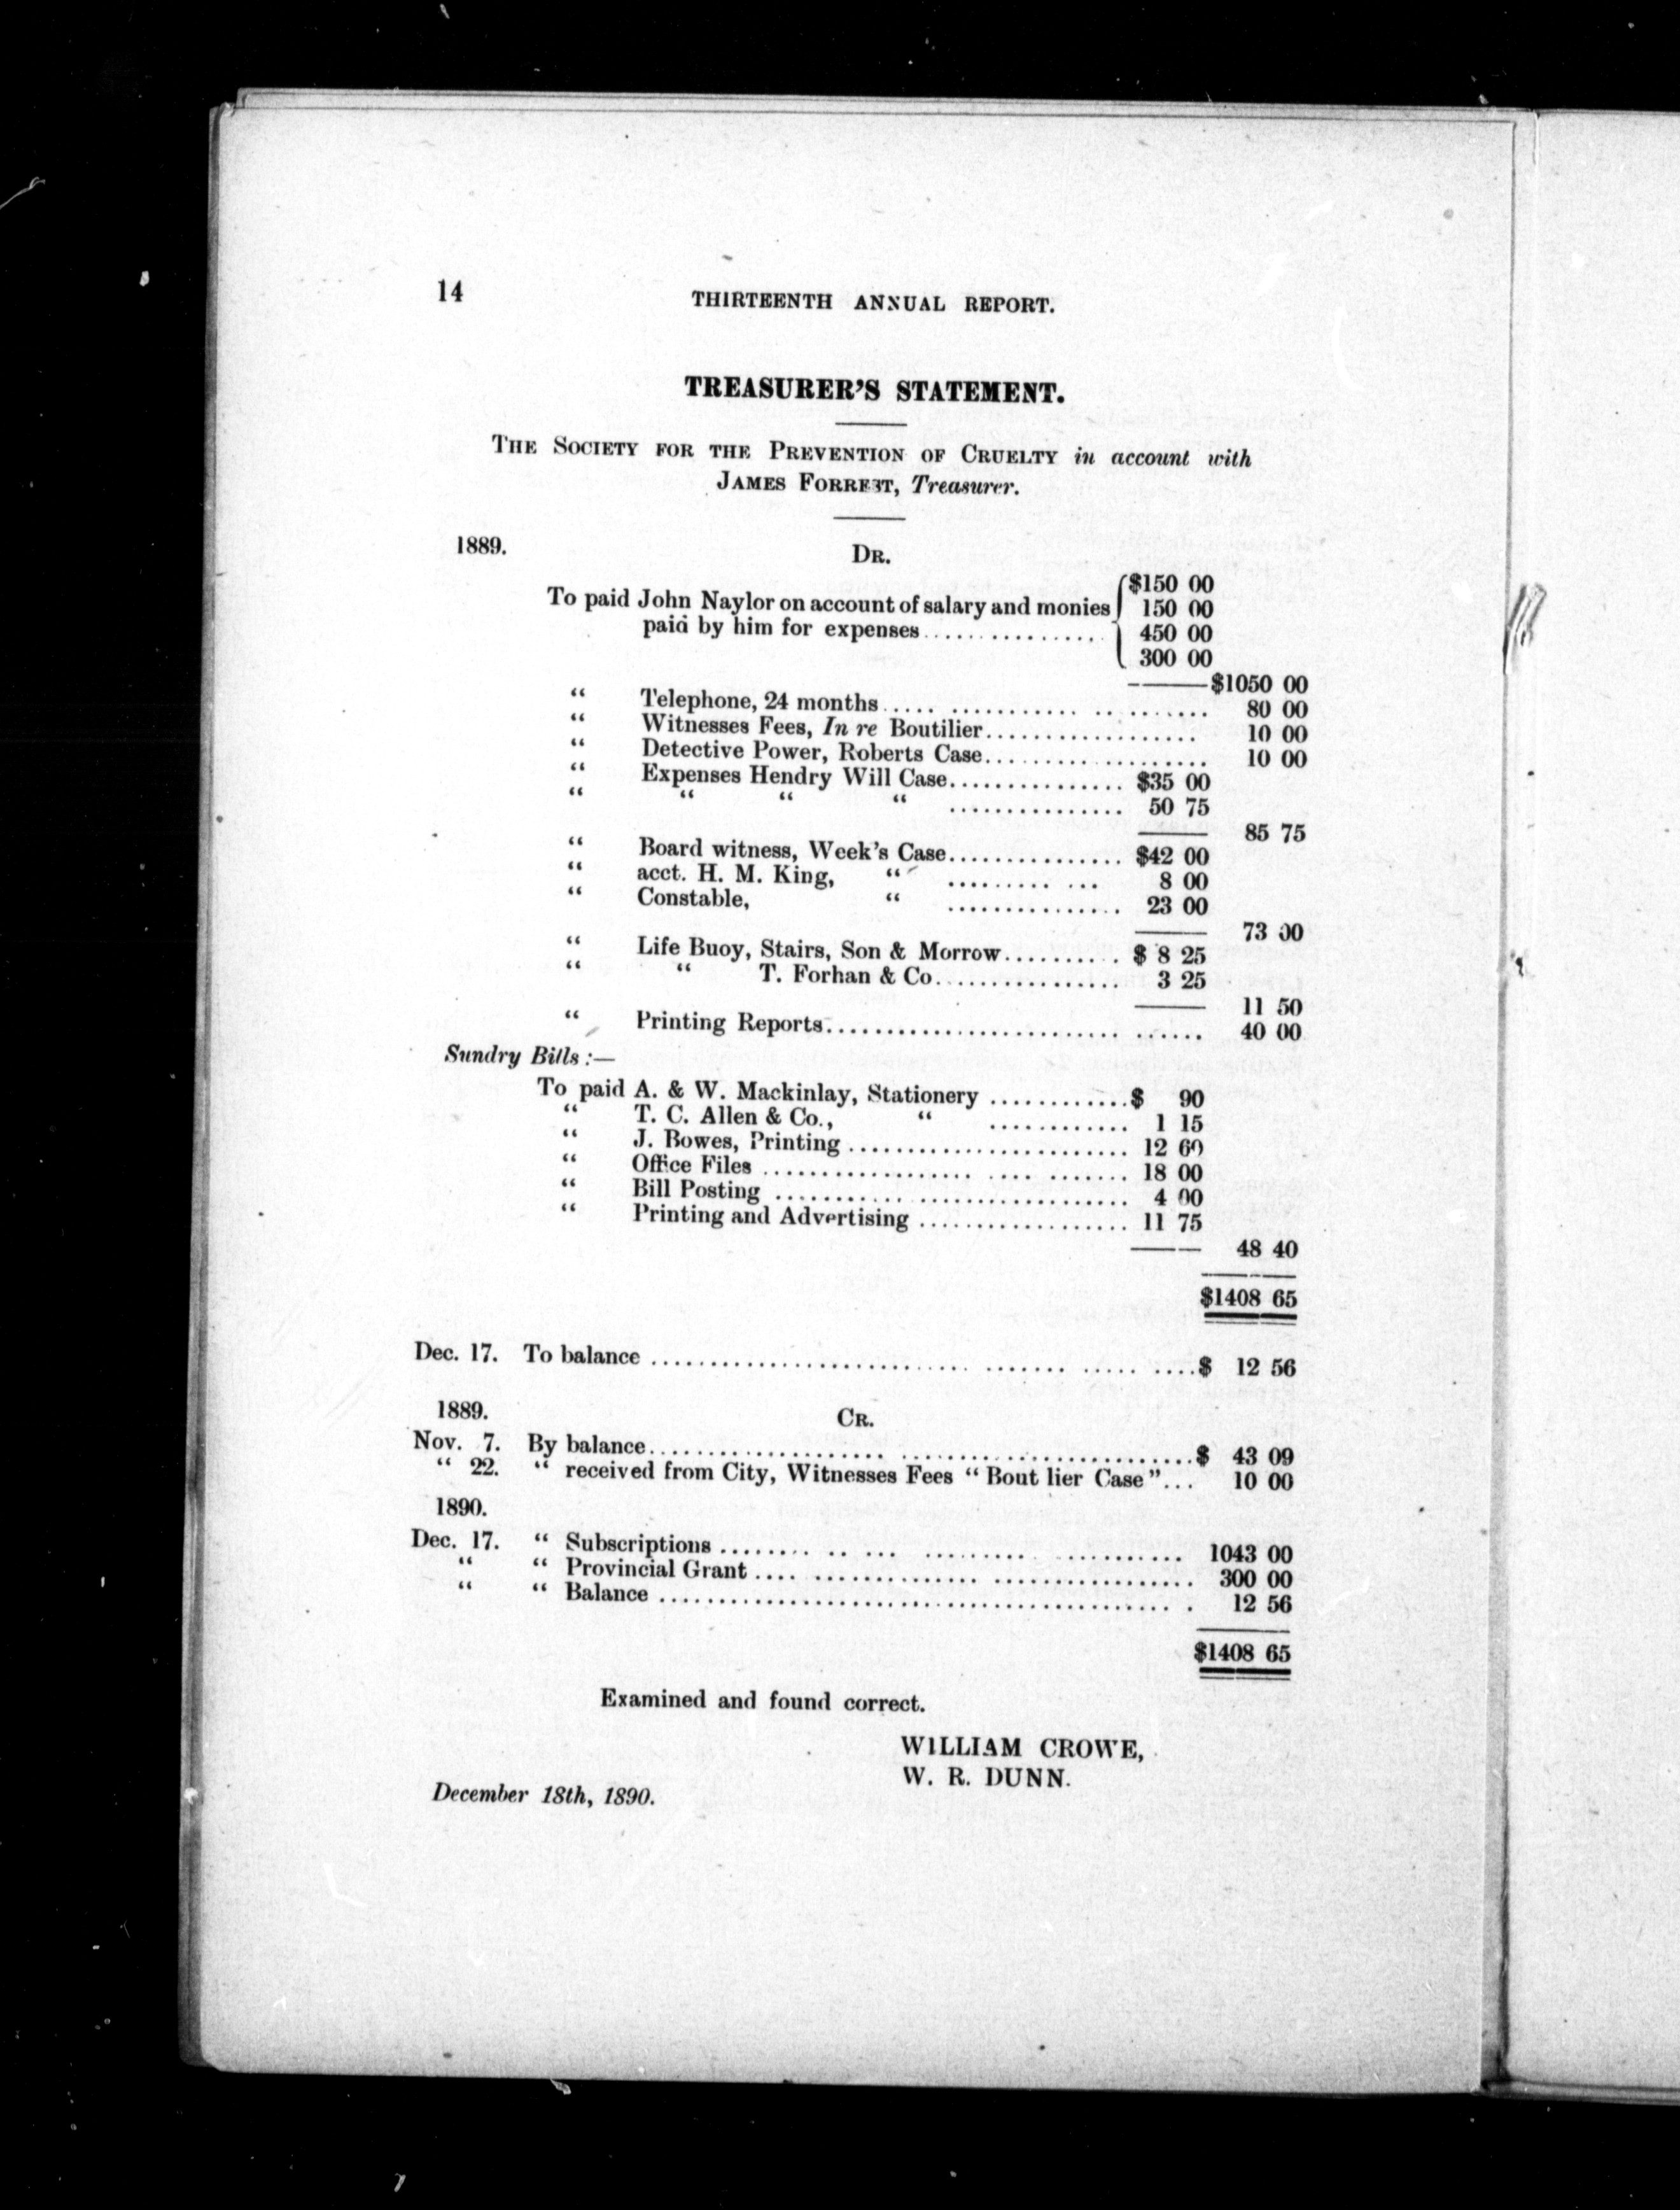 14 THIRTEENTH ANNUAL REPORT.
TREASURER'S STATEMENT.
THE SOCIETY FOR THE PREVENTION OF CRUELTY in account with
JAMES FORREST, Treasurer.
1889. DR.
To paid John Naylor on account of salary and monies paid by him for expenses............... $150 00
150 00
450 00
300 00
$1050 00
“ Telephone, 24 months..... ............ .. ........ 80 00
“ Witnesses Fees, In re Boutilier.................. 10 00
“ Detective Power, Roberts Case................... 10 00
“ Expenses Hendry Will Case............... $35 00
“ “ “ “ ............... 50 75
85 75
“ Board witness, Week's Case............... $42 00
“ acct. H. M. King, “ ......... ... 8 00
“ Constable, “ ............... 23 00
73 00
“ Life Buoy, Stairs, Son & Morrow.......... $ 8 25
“ “ T. Forhan & Co................ 3 25
11 50
“ Printing Reports......................... ...... 40 00
Sundry Bills :—
To paid A. & W. Mackinlay, Stationery ............$ 90
“ T. C. Allen & Co., “ ............ 1 15
“ J. Bowes, Printing ........................ 12 60
“ Office Files .................. .... ....... 18 00
“ Bill Posting .............................. 4 00
“ Printing and Advertising .................. 11 75
48 40
$1408 65
Dec. 17. To balance ........................... ....... ..... ....$ 12 56
1889. CR.
Nov. 7. By balance.................... .........................$ 43 09
“ 22. “ received from City, Witnesses Fees “ Bout lier Case ”... 10 00
1890.
Dec. 17. “ Subscriptions ........ .. ... ......... .......... 1043 00
“ “ Provincial Grant .... .............. ................. 300 00
“ “ Balance ............................................ . 12 56
$1408 65
Examined and found correct.
WILLIAM CROWE,
W. R. DUNN.
December 18th, 1890.